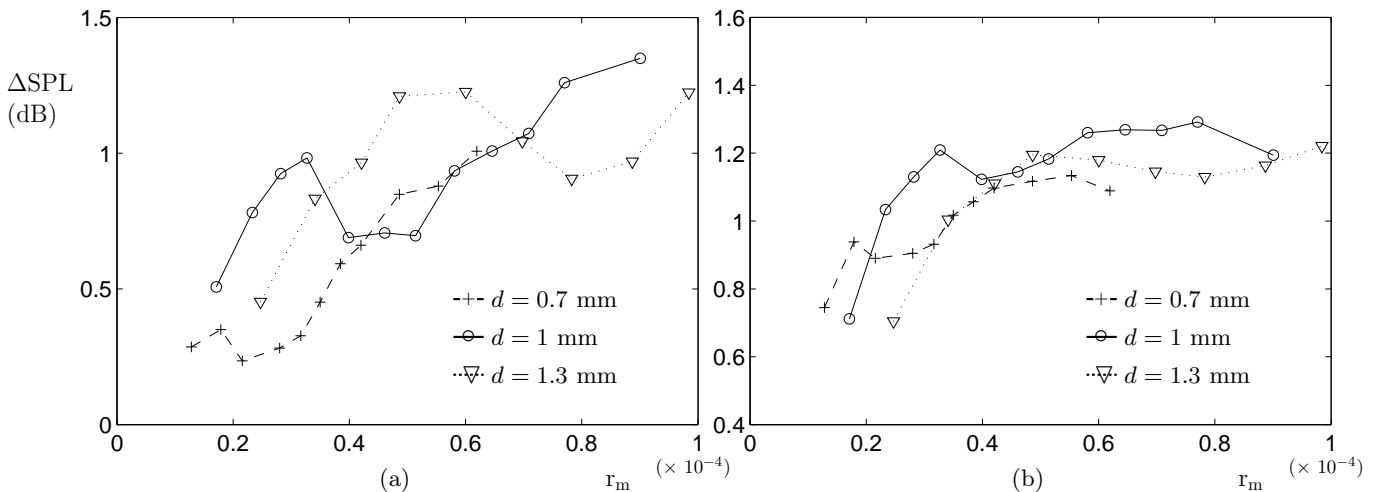 1.5
1
0.5
0
ΔSPL
(dB)
0 0.2 0.4 0.6 0.8 1
(× 10⁻⁴)
(a)
rₘ
d = 0.7 mm
d = 1 mm
d = 1.3 mm
1.6
1.4
1.2
1
0.8
0.6
0.4
0 0.2 0.4 0.6 0.8 1
(× 10⁻⁴)
(b)
rₘ
d = 0.7 mm
d = 1 mm
d = 1.3 mm